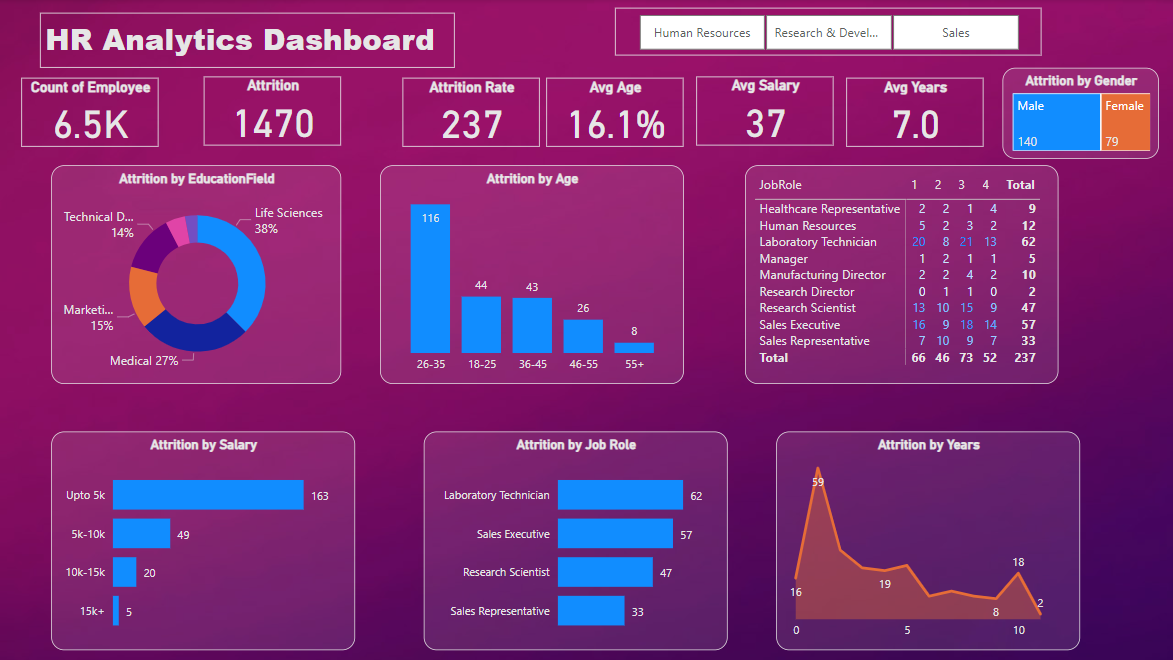 HR Analytics Dashboard
Human Resources
Research & Devel...
Sales
Count of Employee
6.5K
Attrition
1470
Attrition Rate
237
Avg Age
16.1%
Avg Salary
37
Avg Years
7.0
Attrition by Gender
Male
Female
140
79
Attrition by EducationField
Life Sciences
38%
Technical D...
14%
Marketi...
15%
Medical 27%
Attrition by Age
116
44
43
26
8
26-35 18-25 36-45 46-55 55+
JobRole 1 2 3 4 Total
Healthcare Representative 2 2 1 4 9
Human Resources 5 2 3 2 12
Laboratory Technician 20 8 21 13 62
Manager 1 2 1 1 5
Manufacturing Director 2 2 4 2 10
Research Director 0 1 1 0 2
Research Scientist 13 10 15 9 47
Sales Executive 16 9 18 14 57
Sales Representative 7 10 9 7 33
Total 66 46 73 52 237
Attrition by Salary
Upto 5k 163
5k-10k 49
10k-15k 20
15k+ 5
Attrition by Job Role
Laboratory Technician 62
Sales Executive 57
Research Scientist 47
Sales Representative 33
Attrition by Years
59
18
19
16
2
8
0 5 10